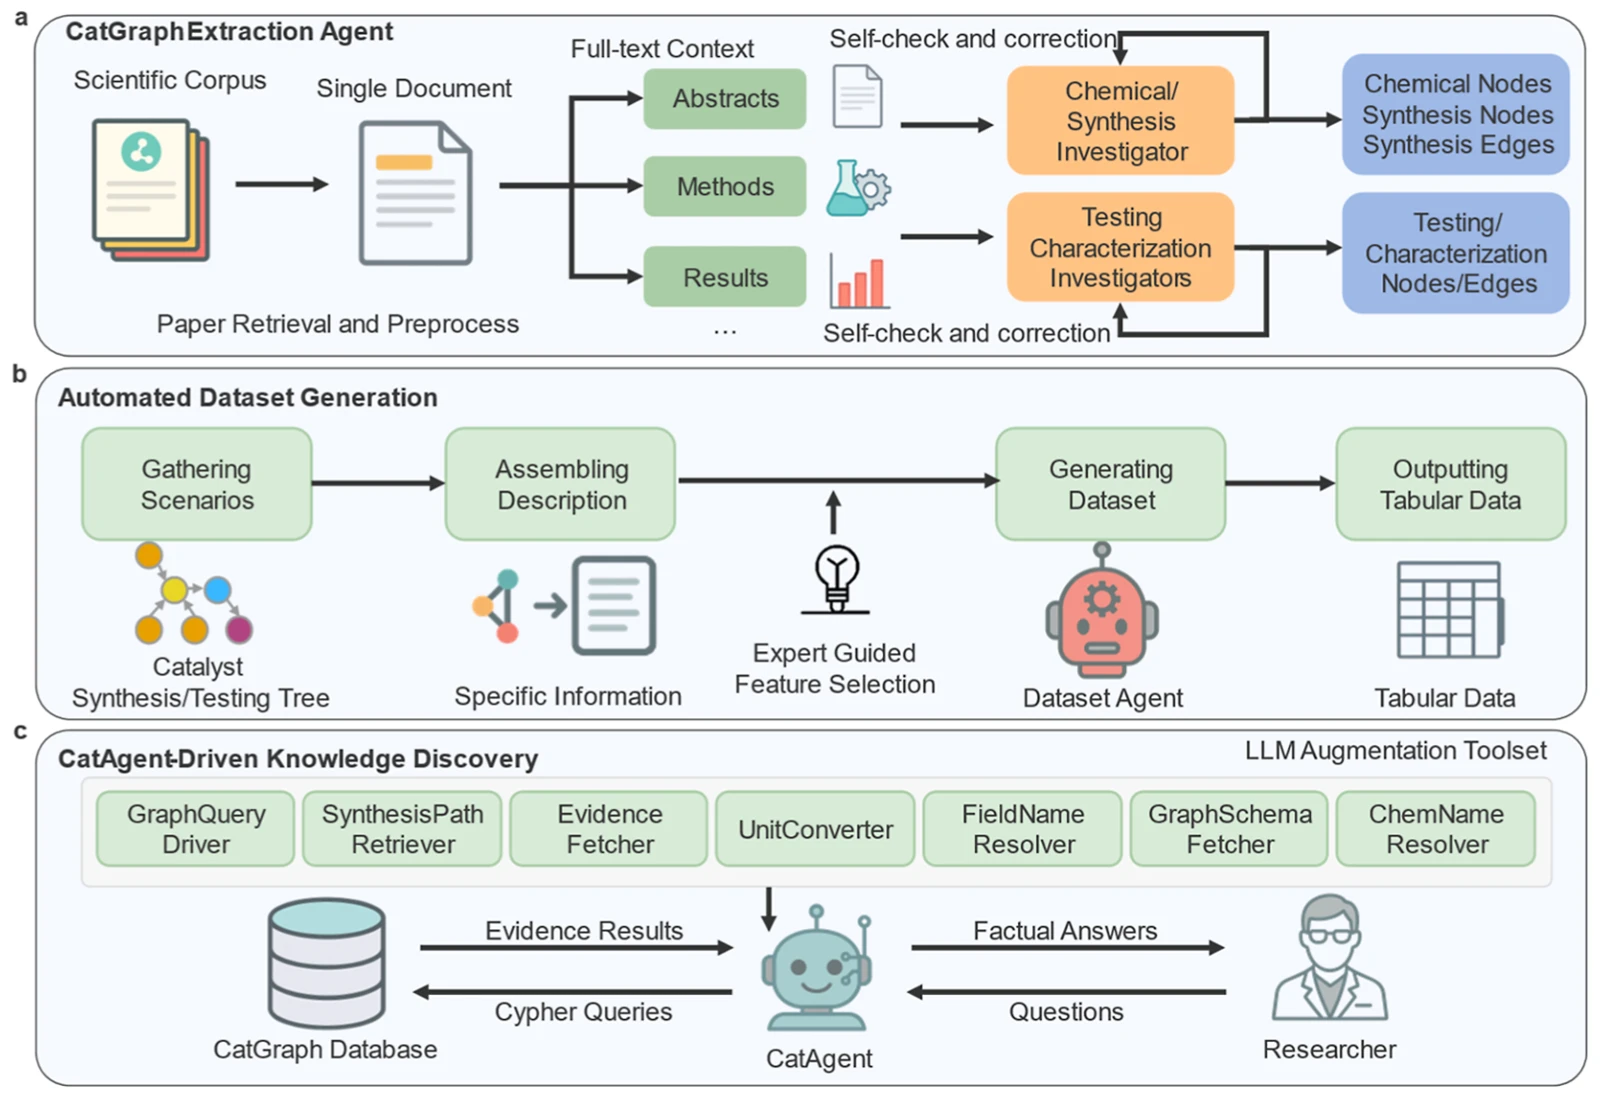 a
CatGraph Extraction Agent
Scientific Corpus
Single Document
Paper Retrieval and Preprocess
Full-text Context
Abstracts
Methods
Results
...
Self-check and correction
Chemical/
Synthesis
Investigator
Testing
Characterization
Investigators
Self-check and correction
Chemical Nodes
Synthesis Nodes
Synthesis Edges
Testing/
Characterization
Nodes/Edges
b
Automated Dataset Generation
Gathering
Scenarios
Assembling
Description
Generating
Dataset
Outputting
Tabular Data
Catalyst
Synthesis/Testing Tree
Specific Information
Expert Guided
Feature Selection
Dataset Agent
Tabular Data
c
CatAgent-Driven Knowledge Discovery
LLM Augmentation Toolset
GraphQuery
Driver
SynthesisPath
Retriever
Evidence
Fetcher
UnitConverter
FieldName
Resolver
GraphSchema
Fetcher
ChemName
Resolver
Evidence Results
Cypher Queries
Factual Answers
Questions
CatGraph Database
CatAgent
Researcher